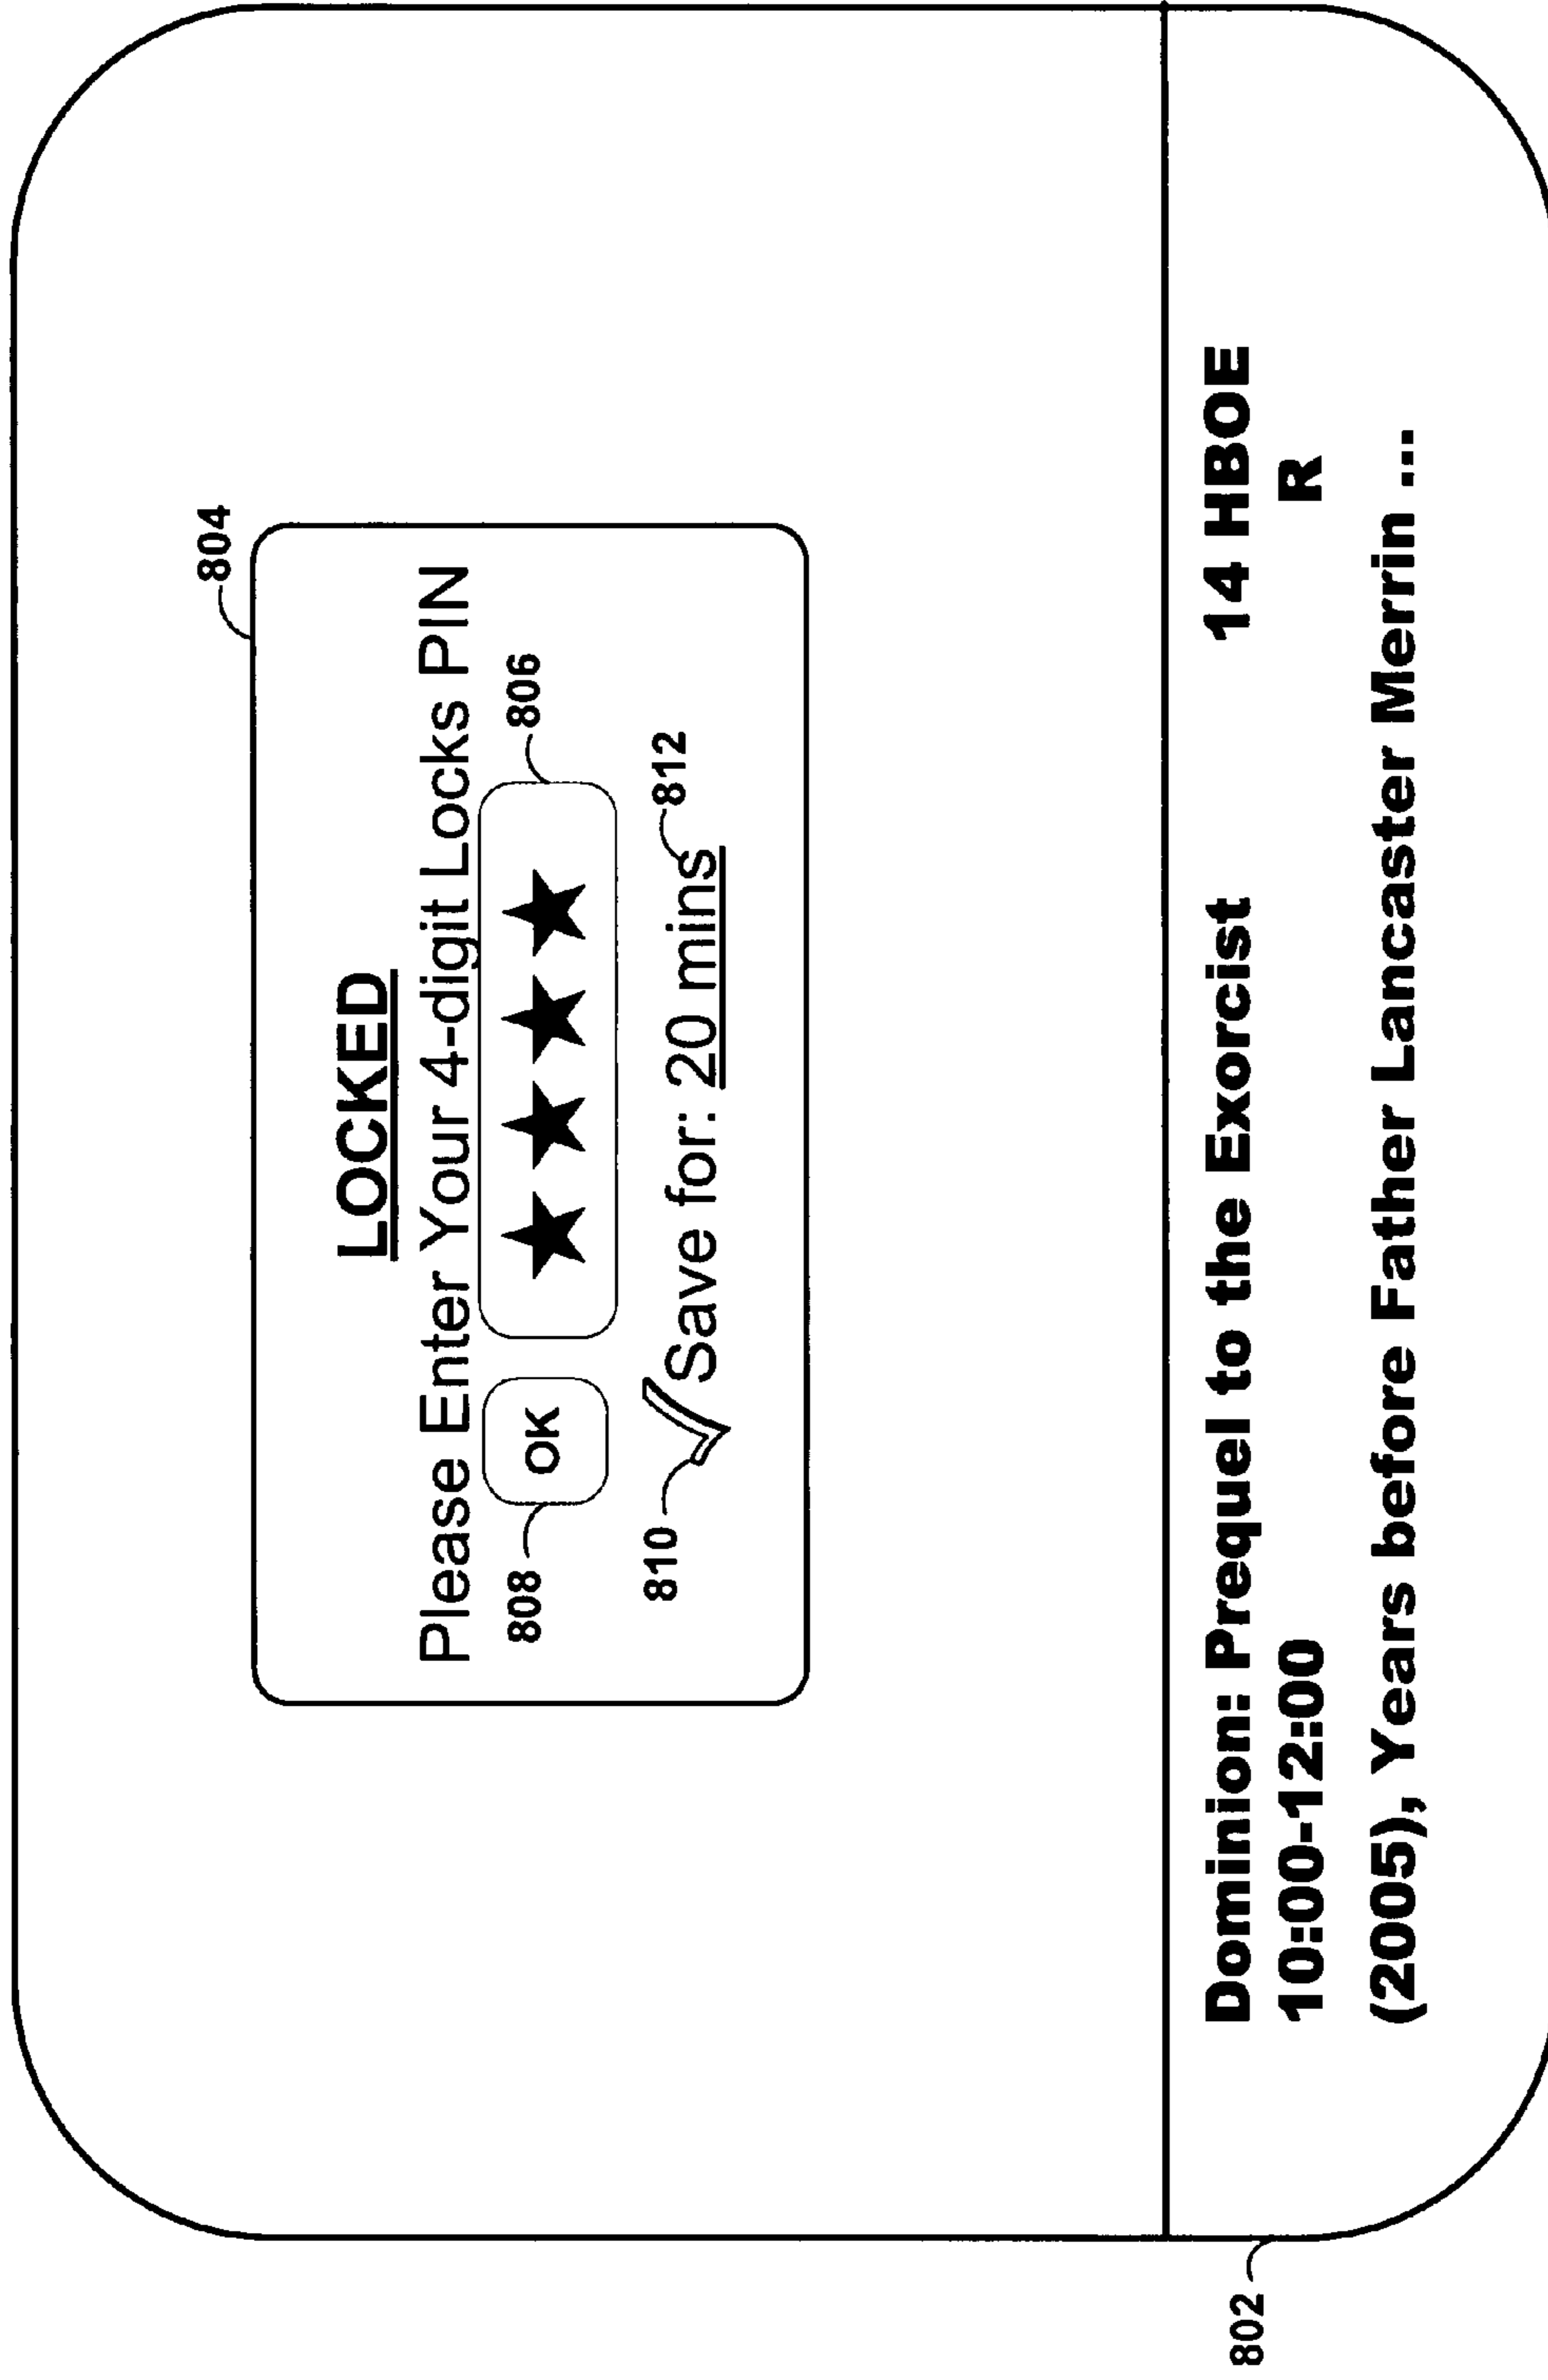 804
LOCKED
Please Enter Your 4-digit Locks PIN
808 OK ★ ★ ★ ★ 806
810 Save for: 20 mins 812
Dominion: Prequel to the Exorcist 14 HBOE
10:00-12:00 R
(2005), Years before Father Lancaster Merrin ...
802